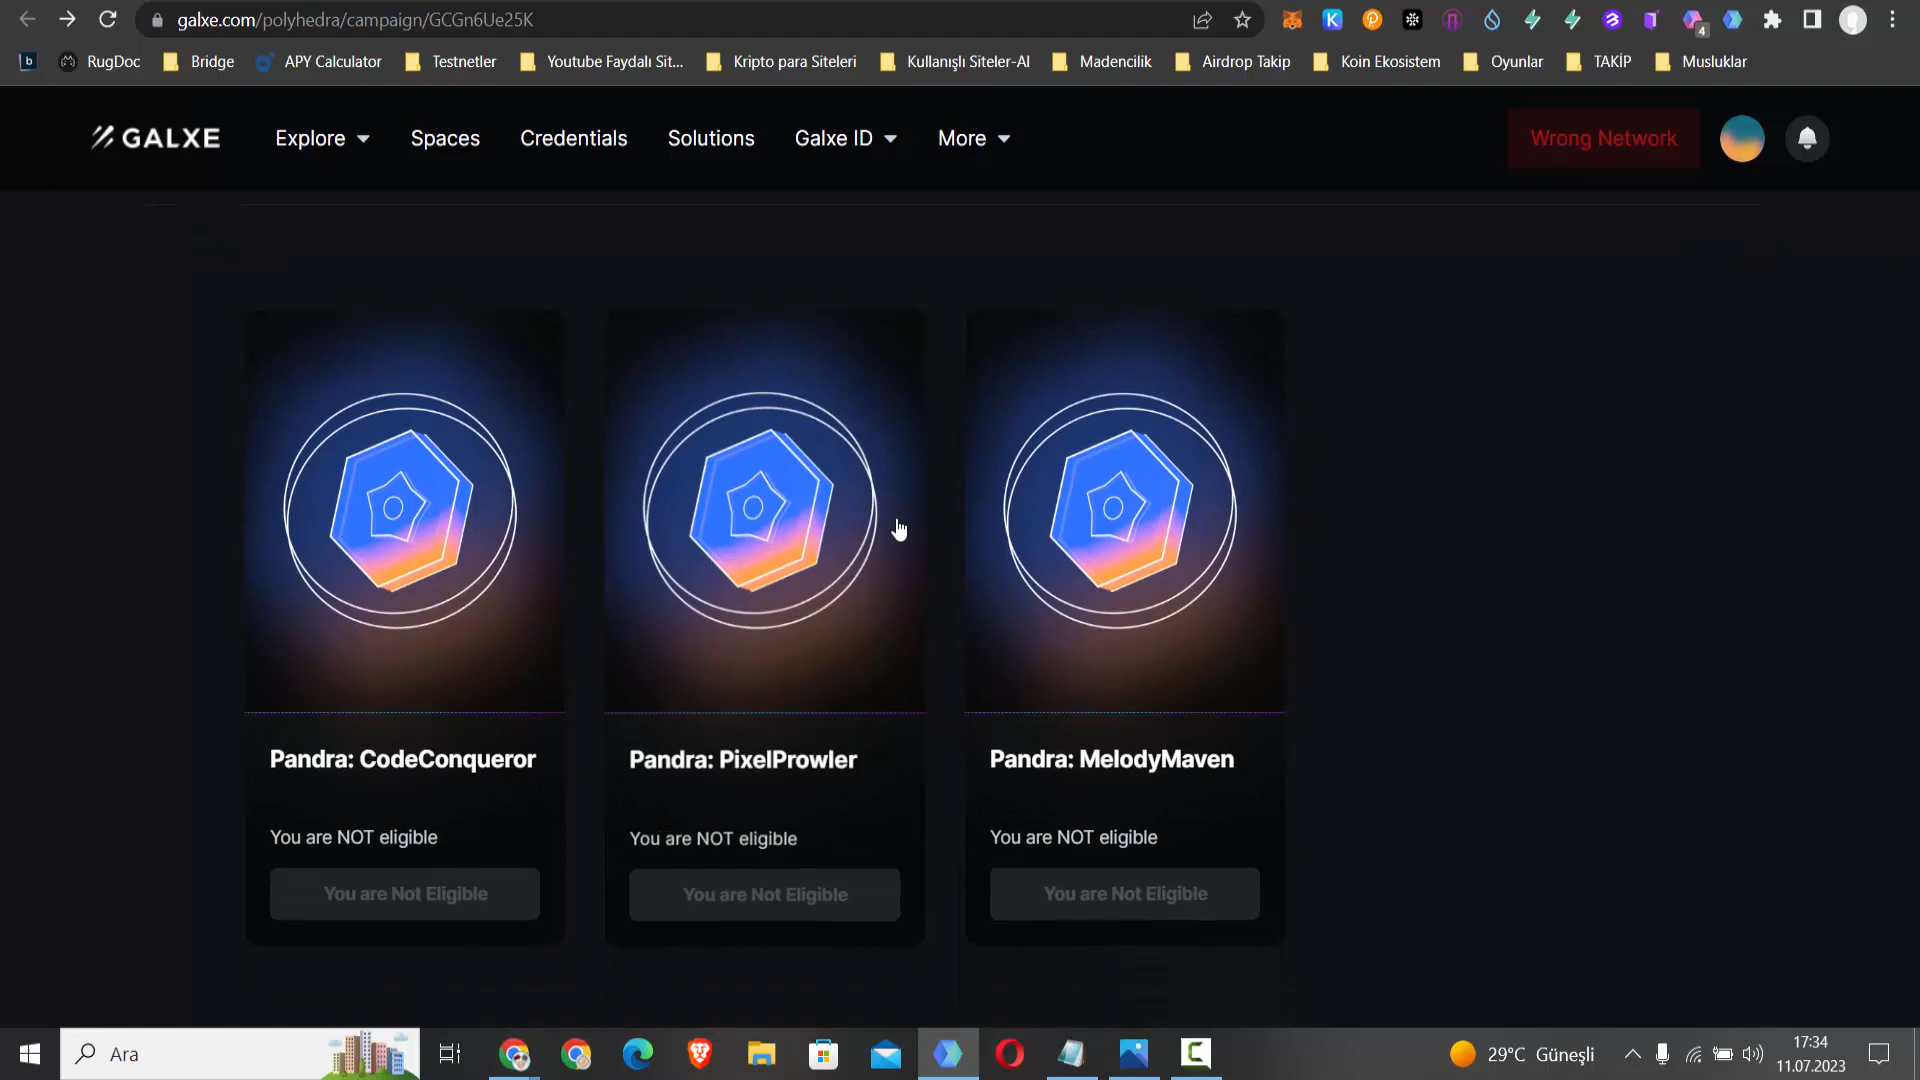 galxe.com/polyhedra/campaign/GCGn6Ue25K
4
b RugDoc Bridge APY Calculator Testnetler Youtube Faydalı Sit... Kripto para Siteleri Kullanışlı Siteler-AI Madencilik Airdrop Takip Koin Ekosistem Oyunlar TAKİP Musluklar
GALXE Explore Spaces Credentials Solutions Galxe ID More Wrong Network
Pandra: CodeConqueror Pandra: PixelProwler Pandra: MelodyMaven
You are NOT eligible You are NOT eligible You are NOT eligible
You are Not Eligible You are Not Eligible You are Not Eligible
Ara 29°C Güneşli 17:34
11.07.2023